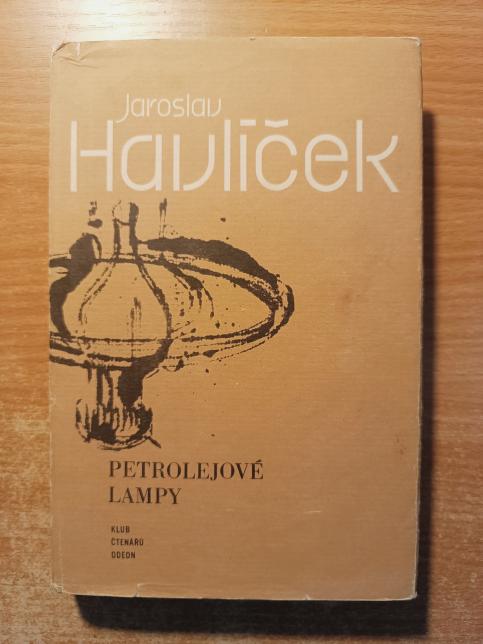 Jaroslav
Havlíček
PETROLEJOVÉ
LAMPY
KLUB
ČTENÁŘŮ
ODEON